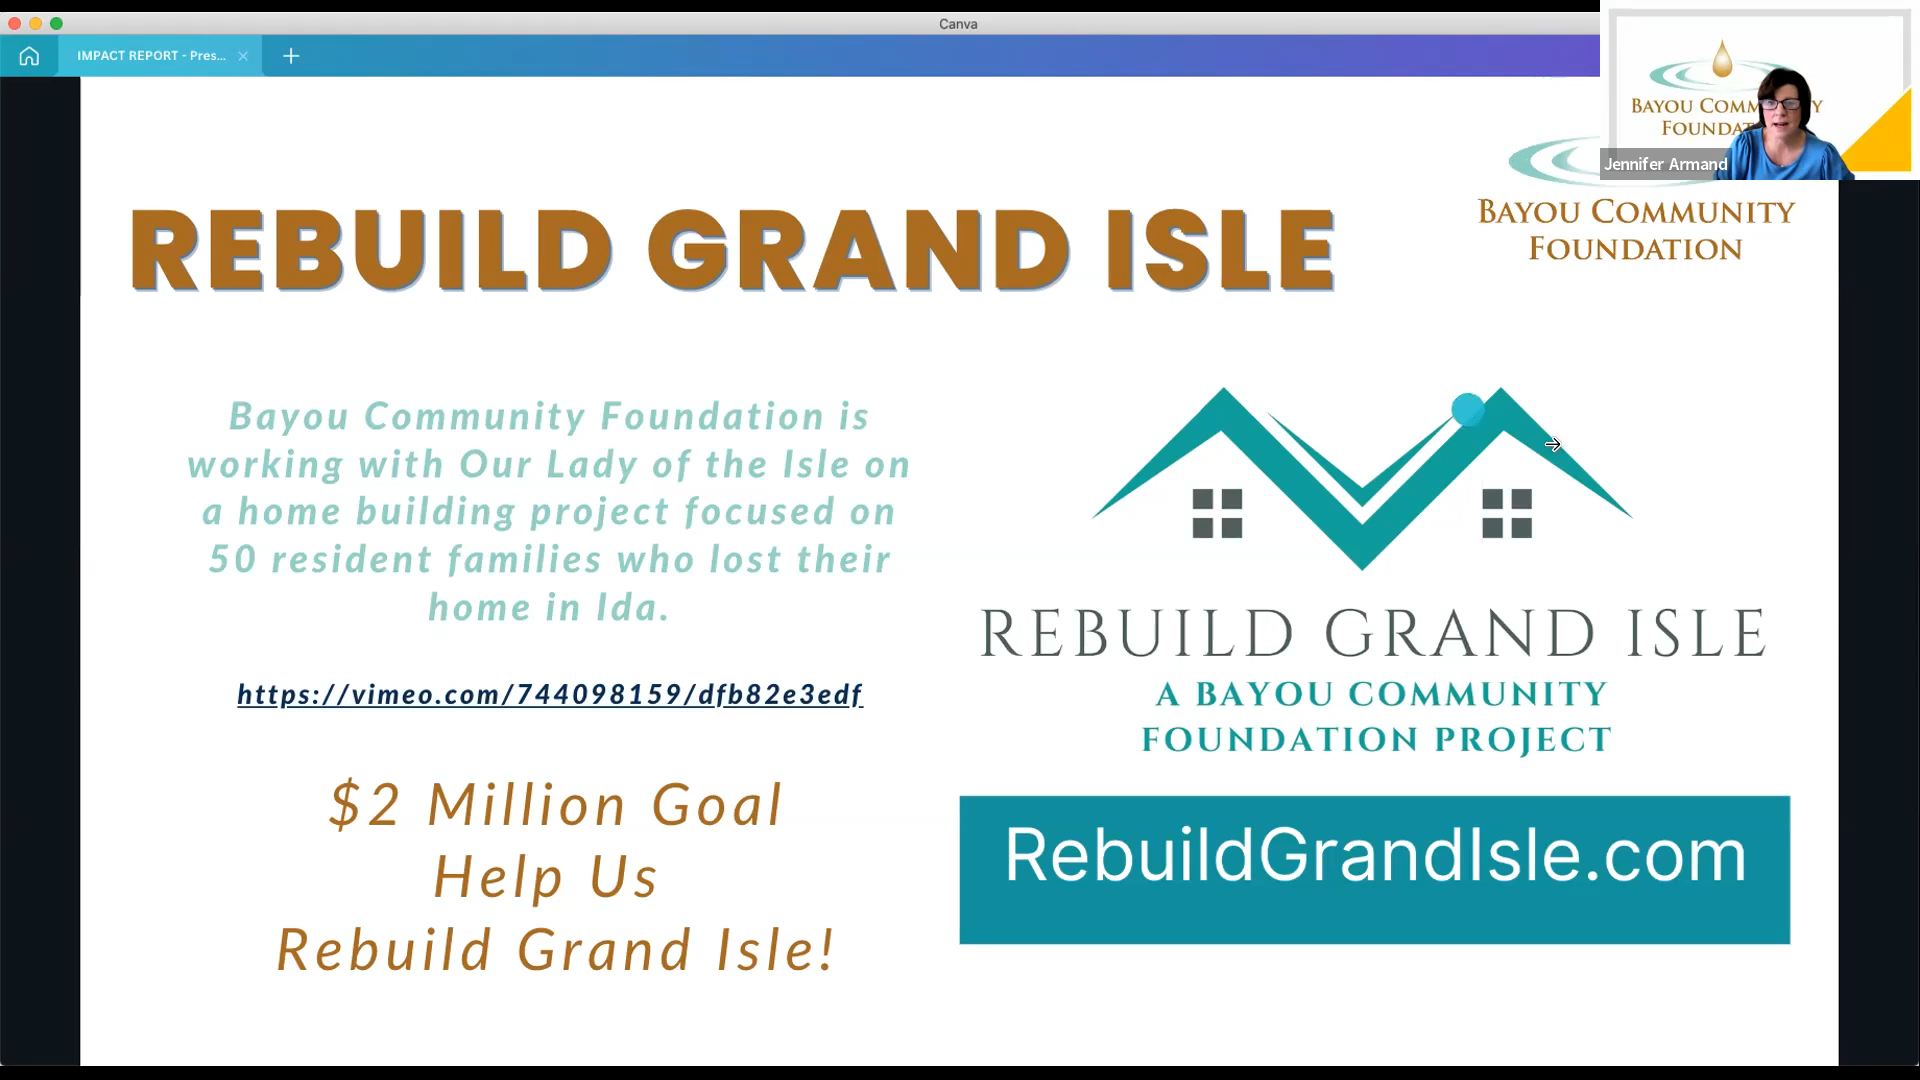 Canva
IMPACT REPORT - Pres...
BAYOU COMM Y
FOUNDAT
Jennifer Armand
BAYOU COMMUNITY
FOUNDATION
REBUILD GRAND ISLE
Bayou Community Foundation is
working with Our Lady of the Isle on
a home building project focused on
50 resident families who lost their
home in Ida.
https://vimeo.com/744098159/dfb82e3edf
$2 Million Goal
Help Us
Rebuild Grand Isle!
REBUILD GRAND ISLE
A BAYOU COMMUNITY
FOUNDATION PROJECT
RebuildGrandIsle.com